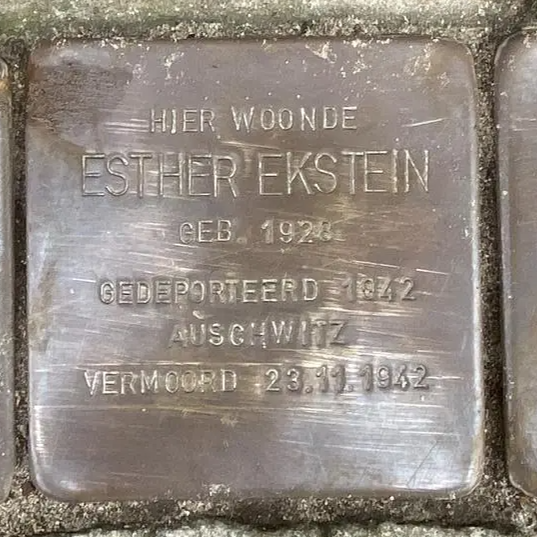 HIER WOONDE
ESTHER EKSTEIN
GEB. 1928
GEDEPORTEERD 1942
AUSCHWITZ
VERMOORD 23.11.1942